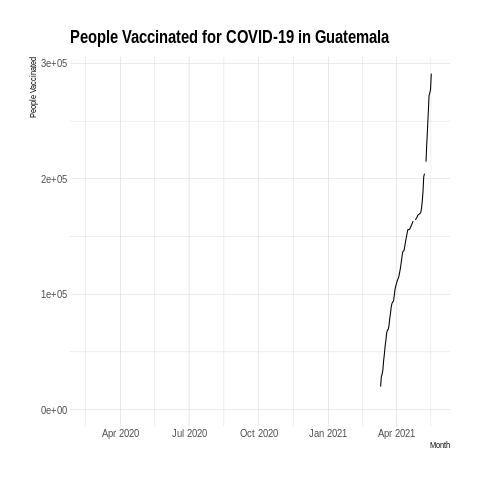 People Vaccinated for COVID-19 in Guatemala
People Vaccinated
3e+05
2e+05
1e+05
0e+00
Apr 2020 Jul 2020 Oct 2020 Jan 2021 Apr 2021
Month